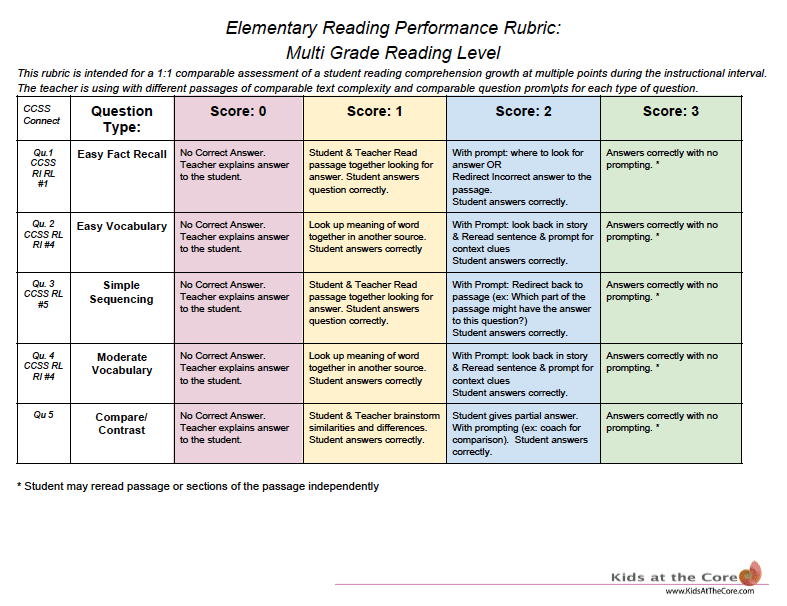 Elementary Reading Performance Rubric:
Multi Grade Reading Level
This rubric is intended for a 1:1 comparable assessment of a student reading comprehension growth at multiple points during the instructional interval.
The teacher is using with different passages of comparable text complexity and comparable question prom\pts for each type of question.
CCSS
Connect
Question
Type:
Score: 0
Score: 1
Score: 2
Score: 3
Qu.1
CCSS
RI RL
#1
Easy Fact Recall
No Correct Answer.
Teacher explains answer
to the student.
Student & Teacher Read
passage together looking for
answer. Student answers
question correctly.
With prompt: where to look for
answer OR
Redirect Incorrect answer to the
passage.
Student answers correctly.
Answers correctly with no
prompting. *
Qu. 2
CCSS RL
RI #4
Easy Vocabulary
No Correct Answer.
Teacher explains answer
to the student.
Look up meaning of word
together in another source.
Student answers correctly
With Prompt: look back in story
& Reread sentence & prompt for
context clues
Student answers correctly.
Answers correctly with no
prompting. *
Qu. 3
CCSS RL
#5
Simple
Sequencing
No Correct Answer.
Teacher explains answer
to the student.
Student & Teacher Read
passage together looking for
answer. Student answers
question correctly.
With Prompt: Redirect back to
passage (ex: Which part of the
passage might have the answer
to this question?)
Student answers correctly.
Answers correctly with no
prompting. *
Qu. 4
CCSS RL
RI #4
Moderate
Vocabulary
No Correct Answer.
Teacher explains answer
to the student.
Look up meaning of word
together in another source.
Student answers correctly
With Prompt: look back in story
& Reread sentence & prompt for
context clues
Student answers correctly.
Answers correctly with no
prompting. *
Qu 5
Compare/
Contrast
No Correct Answer.
Teacher explains answer
to the student.
Student & Teacher brainstorm
similarities and differences.
Student answers correctly.
Student gives partial answer.
With prompting (ex: coach for
comparison). Student answers
correctly.
Answers correctly with no
prompting. *
* Student may reread passage or sections of the passage independently
Kids at the Core
www.KidsAtTheCore.com